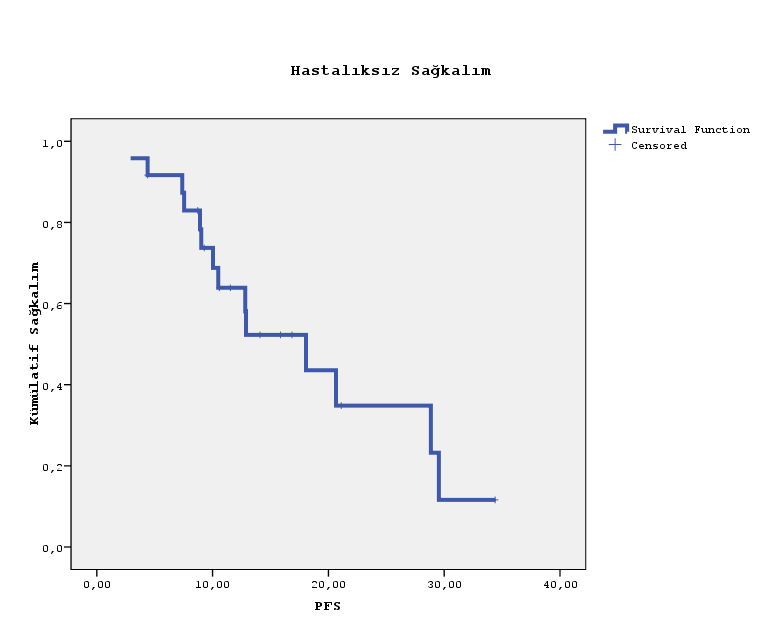 Hastalıksız Sağkalım
Survival Function
Censored
Kümülatif Sağkalım
1,0
0,8
0,6
0,4
0,2
0,0
0,00
10,00
20,00
30,00
40,00
PFS